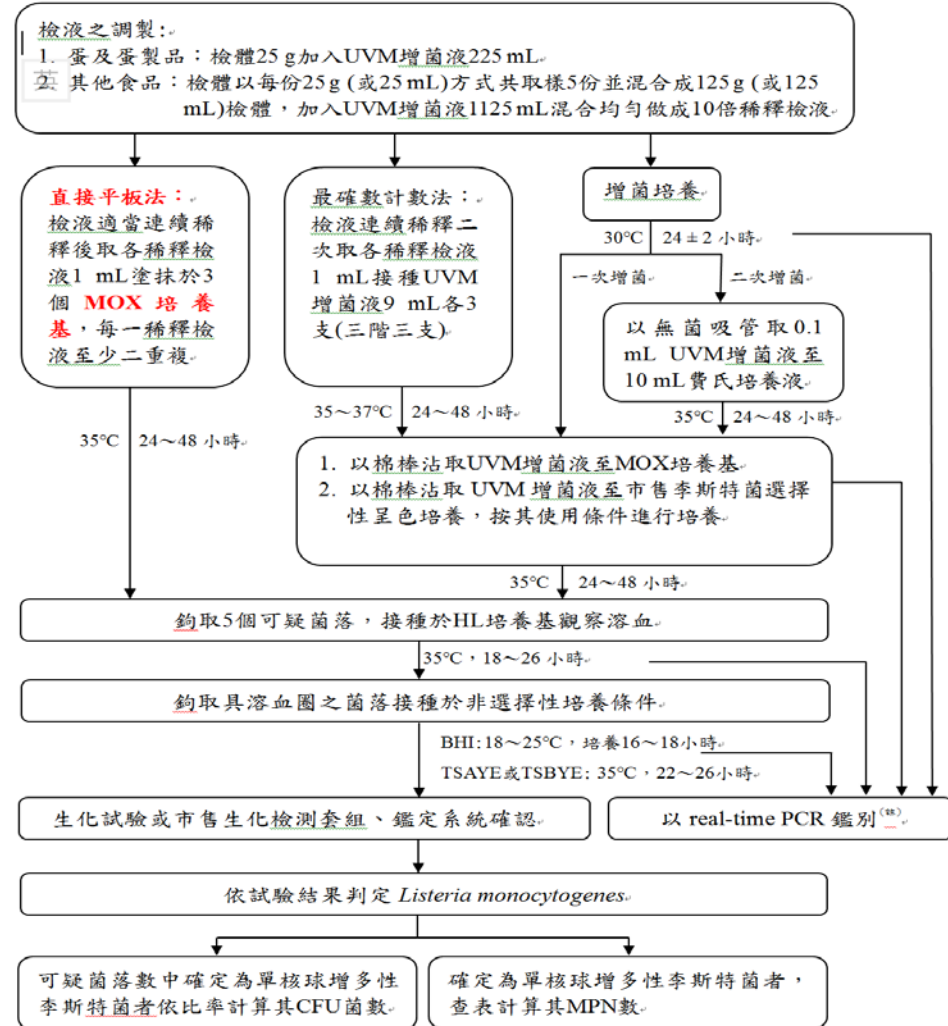 檢液之調製:
1. 蛋及蛋製品：檢體25 g加入UVM增菌液225 mL
英
2. 其他食品：檢體以每份25g (或25 mL)方式共取樣5份並混合成125g (或125
mL)檢體，加入UVM增菌液1125 mL混合均勻做成10倍稀釋檢液
直接平板法：
檢液適當連續稀
釋後取各稀釋檢
液1 mL塗抹於3
個 MOX 培養
基，每一稀釋檢
液至少二重複
最確數計數法：
檢液連續稀釋二
次取各稀釋檢液
1 mL接種UVM
增菌液9 mL各3
支(三階三支)
增菌培養
30℃ 24 ± 2 小時
一次增菌 二次增菌
以無菌吸管取0.1
mL UVM增菌液至
10 mL費氏培養液
35℃ 24～48 小時
35～37℃ 24～48 小時
35℃ 24～48 小時
1. 以棉棒沾取UVM增菌液至MOX培養基
2. 以棉棒沾取 UVM 增菌液至市售李斯特菌選擇
性呈色培養，按其使用條件進行培養
35℃ 24～48 小時
鉤取5個可疑菌落，接種於HL培養基觀察溶血
35℃，18～26 小時
鉤取具溶血圈之菌落接種於非選擇性培養條件
BHI:18～25℃，培養16～18小時
TSAYE或TSBYE: 35℃，22～26小時
生化試驗或市售生化檢測套組、鑑定系統確認
以 real-time PCR 鑑別(註)
依試驗結果判定 Listeria monocytogenes
可疑菌落數中確定為單核球增多性
李斯特菌者依比率計算其CFU菌數
確定為單核球增多性李斯特菌者，
查表計算其MPN數